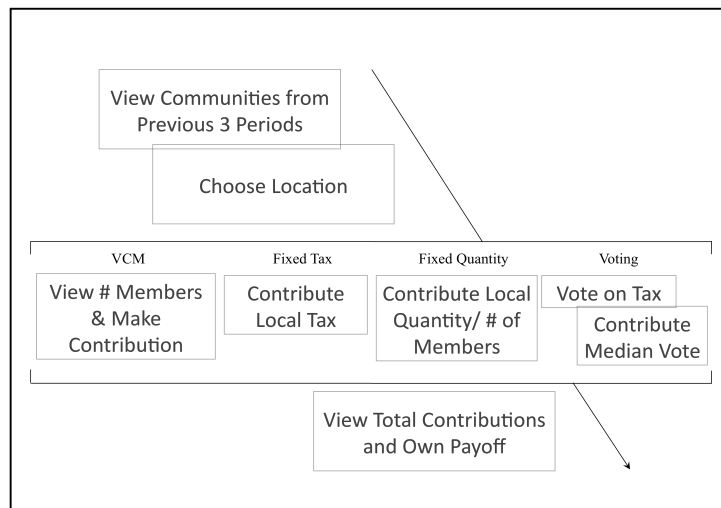 View Communities from
Previous 3 Periods
Choose Location
VCM
View # Members
& Make
Contribution
Fixed Tax
Contribute
Local Tax
Fixed Quantity
Contribute Local
Quantity/ # of
Members
Voting
Vote on Tax
Contribute
Median Vote
View Total Contributions
and Own Payoff